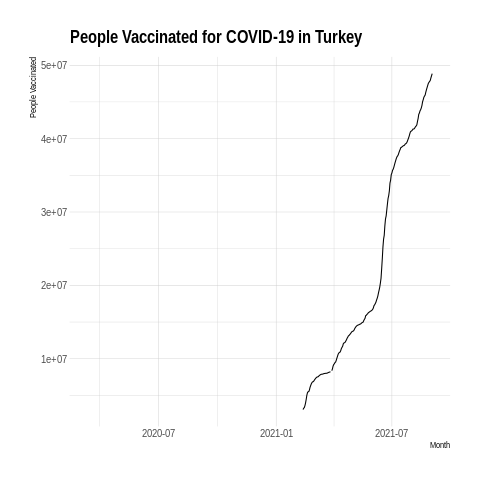 People Vaccinated for COVID-19 in Turkey
People Vaccinated
5e+07
4e+07
3e+07
2e+07
1e+07
2020-07
2021-01
2021-07
Month